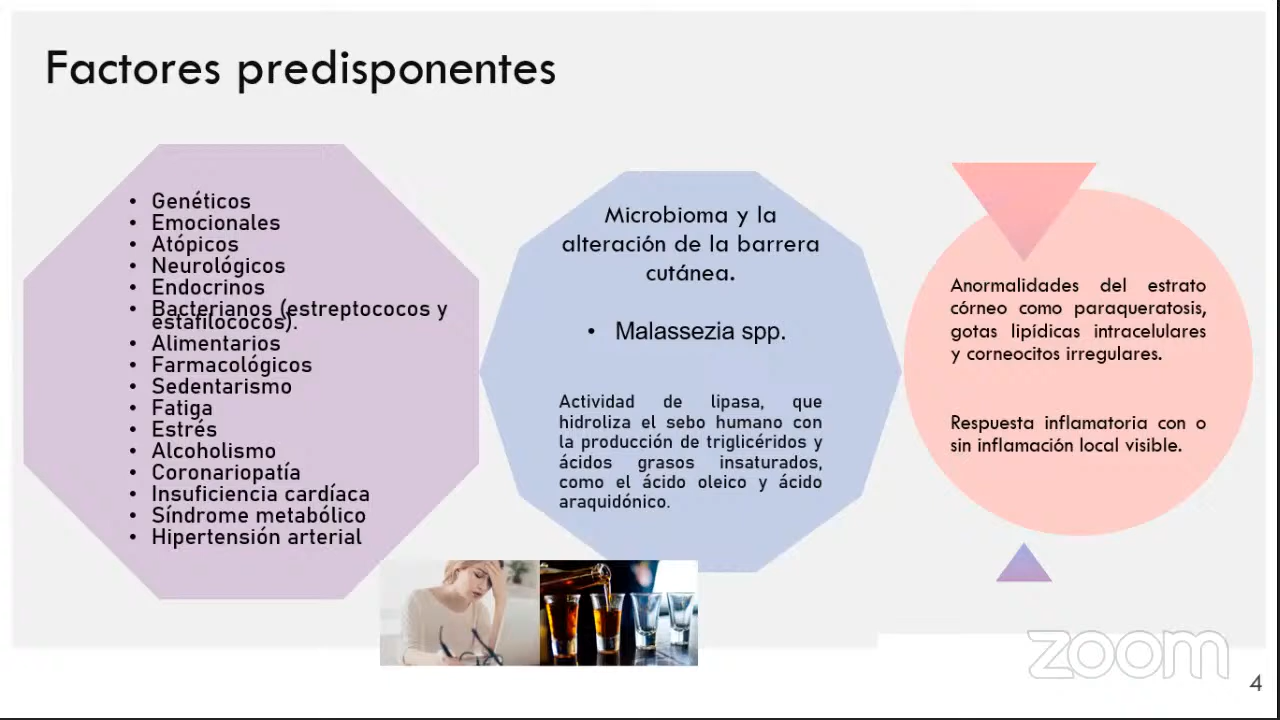 Factores predisponentes
• Genéticos
• Emocionales
• Atópicos
• Neurológicos
• Endocrinos
• Bacterianos (estreptococos y
estafilococos).
• Alimentarios
• Farmacológicos
• Sedentarismo
• Fatiga
• Estrés
• Alcoholismo
• Coronariopatía
• Insuficiencia cardíaca
• Síndrome metabólico
• Hipertensión arterial
Microbioma y la
alteración de la barrera
cutánea.
• Malassezia spp.
Actividad de lipasa, que
hidroliza el sebo humano con
la producción de triglicéridos y
ácidos grasos insaturados,
como el ácido oleico y ácido
araquidónico.
Anormalidades del estrato
córneo como paraqueratosis,
gotas lipídicas intracelulares
y corneocitos irregulares.
Respuesta inflamatoria con o
sin inflamación local visible.
zoom
4